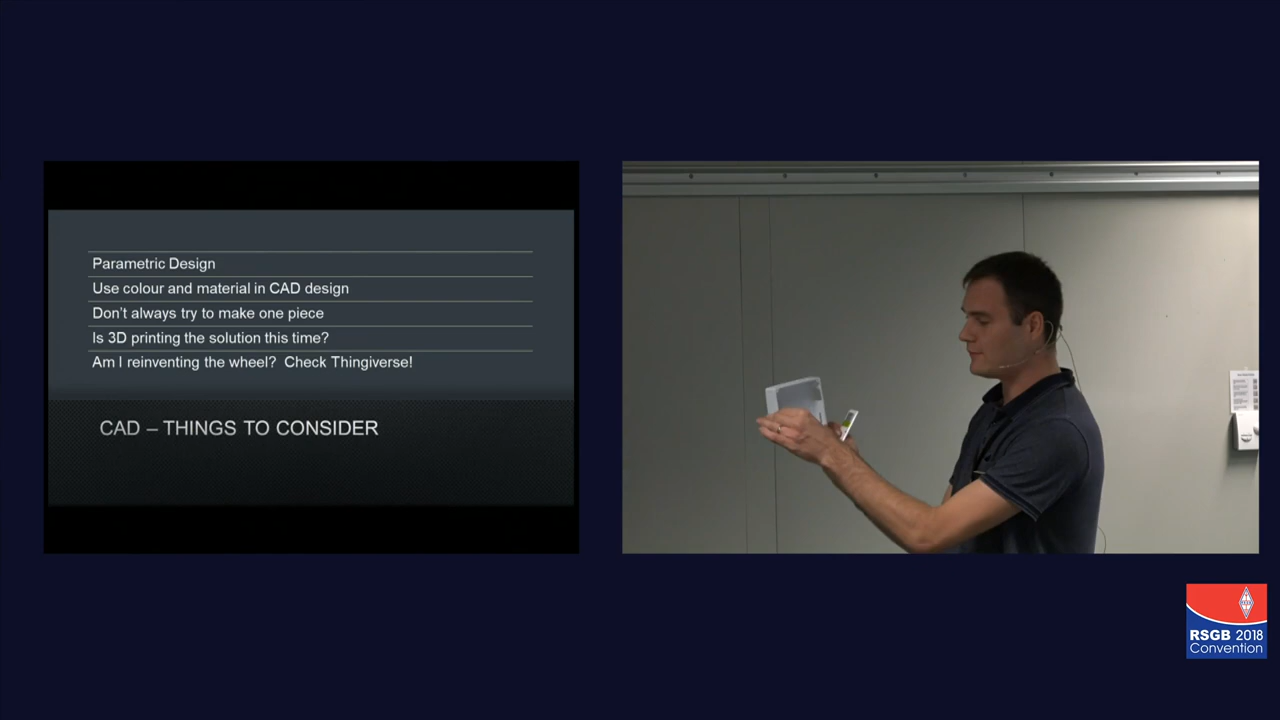 Parametric Design
Use colour and material in CAD design
Don't always try to make one piece
Is 3D printing the solution this time?
Am I reinventing the wheel?  Check Thingiverse!
CAD – THINGS TO CONSIDER
RSGB 2018
Convention